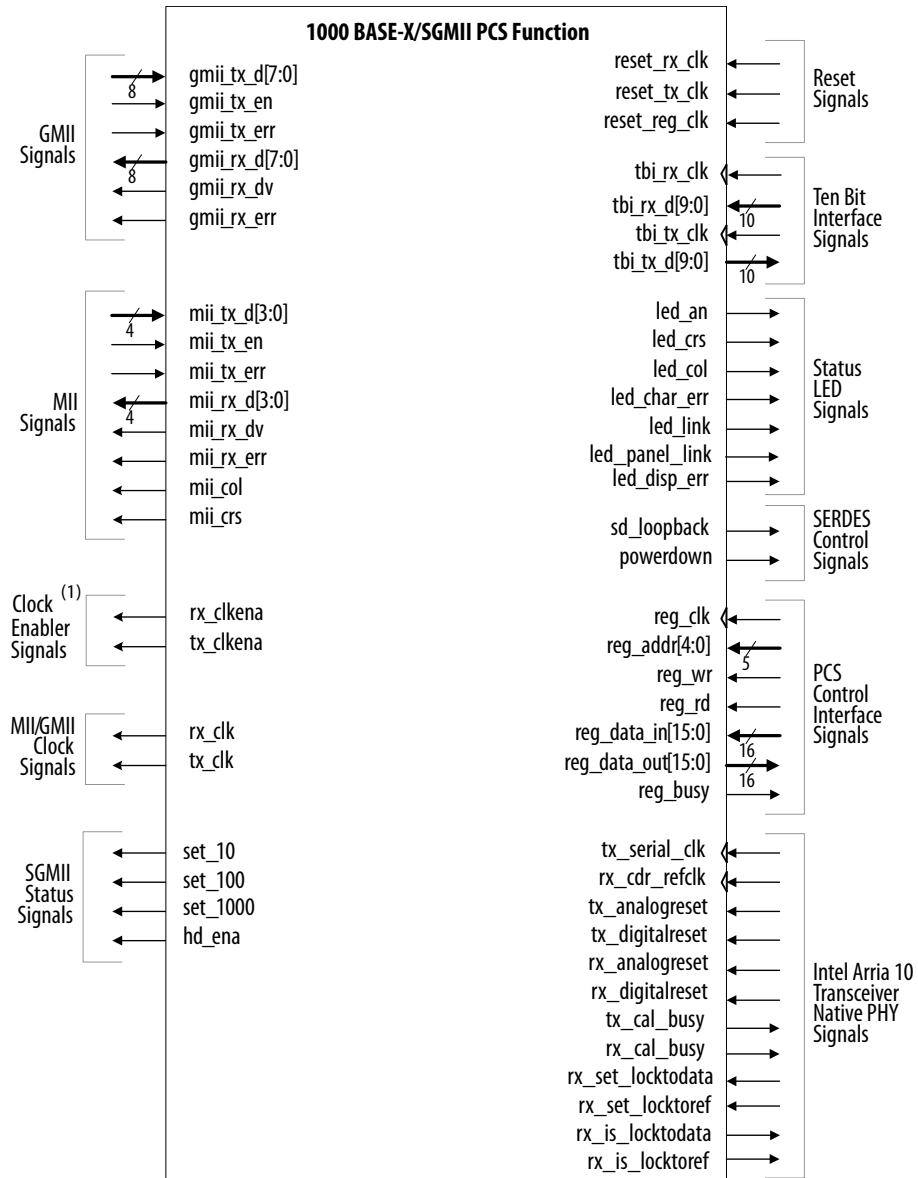 1000 BASE-X/SGMII PCS Function
GMII
Signals
gmii_tx_d[7:0]
8
gmii_tx_en
gmii_tx_err
gmii_rx_d[7:0]
8
gmii_rx_dv
gmii_rx_err
MII
Signals
mii_tx_d[3:0]
4
mii_tx_en
mii_tx_err
mii_rx_d[3:0]
4
mii_rx_dv
mii_rx_err
mii_col
mii_crs
Clock (1)
Enabler
Signals
rx_clkena
tx_clkena
MII/GMII
Clock
Signals
rx_clk
tx_clk
SGMII
Status
Signals
set_10
set_100
set_1000
hd_ena
reset_rx_clk
reset_tx_clk
reset_reg_clk
Reset
Signals
tbi_rx_clk
tbi_rx_d[9:0]
10
tbi_tx_clk
tbi_tx_d[9:0]
10
Ten Bit
Interface
Signals
led_an
led_crs
led_col
led_char_err
led_link
led_panel_link
led_disp_err
Status
LED
Signals
sd_loopback
powerdown
SERDES
Control
Signals
reg_clk
reg_addr[4:0]
5
reg_wr
reg_rd
reg_data_in[15:0]
16
reg_data_out[15:0]
16
reg_busy
PCS
Control
Interface
Signals
tx_serial_clk
rx_cdr_refclk
tx_analogreset
tx_digitalreset
rx_analogreset
rx_digitalreset
tx_cal_busy
rx_cal_busy
rx_set_locktodata
rx_set_locktoref
rx_is_locktodata
rx_is_locktoref
Intel Arria 10
Transceiver
Native PHY
Signals